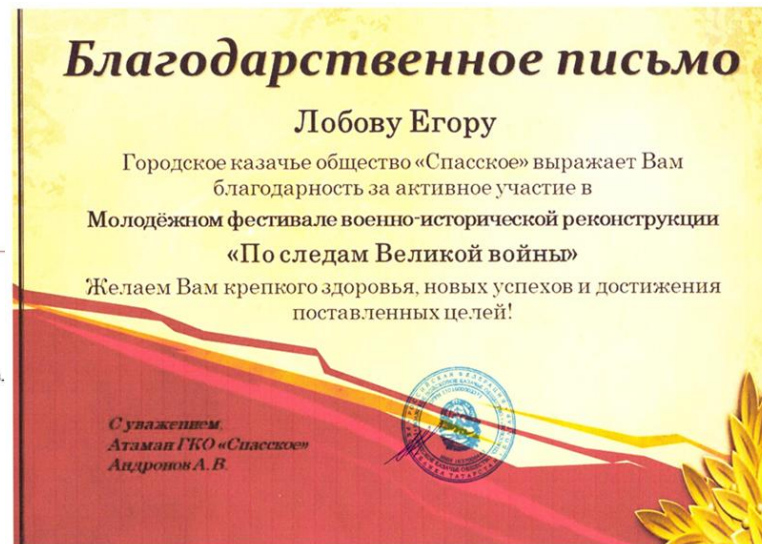 Благодарственное письмо
Лобову Егору
Городское казачье общество «Спасское» выражает Вам
благодарность за активное участие в
Молодёжном фестивале военно-исторической реконструкции
«По следам Великой войны»
Желаем Вам крепкого здоровья, новых успехов и достижения
поставленных целей!
С уважением,
Атаман ГКО «Спасское»
Андронов А. В.